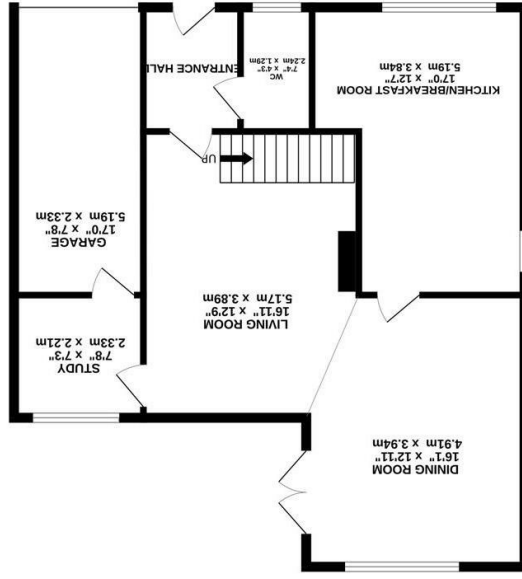 DINING ROOM
16'1" x 12'11"
4.91m x 3.94m
STUDY
7'8" x 7'3"
2.33m x 2.21m
LIVING ROOM
16'11" x 12'9"
5.17m x 3.89m
GARAGE
17'0" x 7'8"
5.19m x 2.33m
UP
KITCHEN/BREAKFAST ROOM
17'0" x 12'7"
5.19m x 3.84m
WC
7'4" x 4'3"
2.24m x 1.29m
ENTRANCE HALL